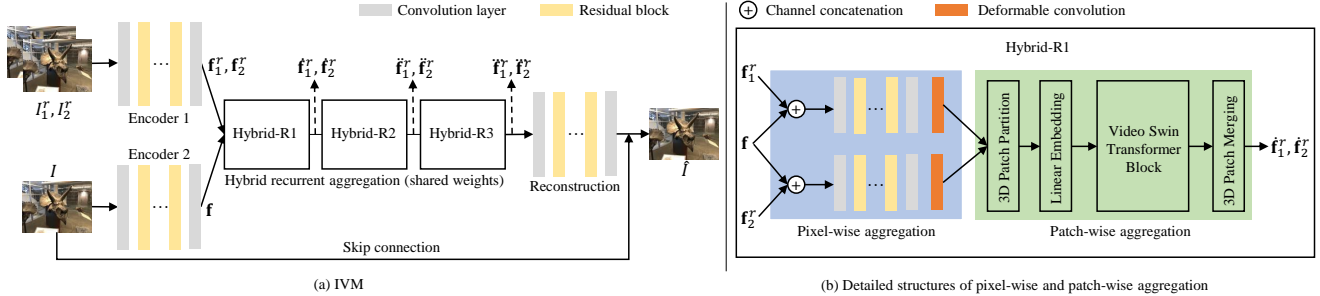 Convolution layer
Residual block
I₁ʳ, I₂ʳ
Encoder 1
f₁ʳ, f₂ʳ
ḟ₁ʳ, ḟ₂ʳ
f̈₁ʳ, f̈₂ʳ
f⃛₁ʳ, f⃛₂ʳ
Hybrid-R1
Hybrid-R2
Hybrid-R3
Hybrid recurrent aggregation (shared weights)
Reconstruction
Î
I
Encoder 2
f
Skip connection
(a) IVM
Channel concatenation
Deformable convolution
Hybrid-R1
f₁ʳ
f
f₂ʳ
Pixel-wise aggregation
3D Patch Partition
Linear Embedding
Video Swin
Transformer
Block
3D Patch Merging
ḟ₁ʳ, ḟ₂ʳ
Patch-wise aggregation
(b) Detailed structures of pixel-wise and patch-wise aggregation